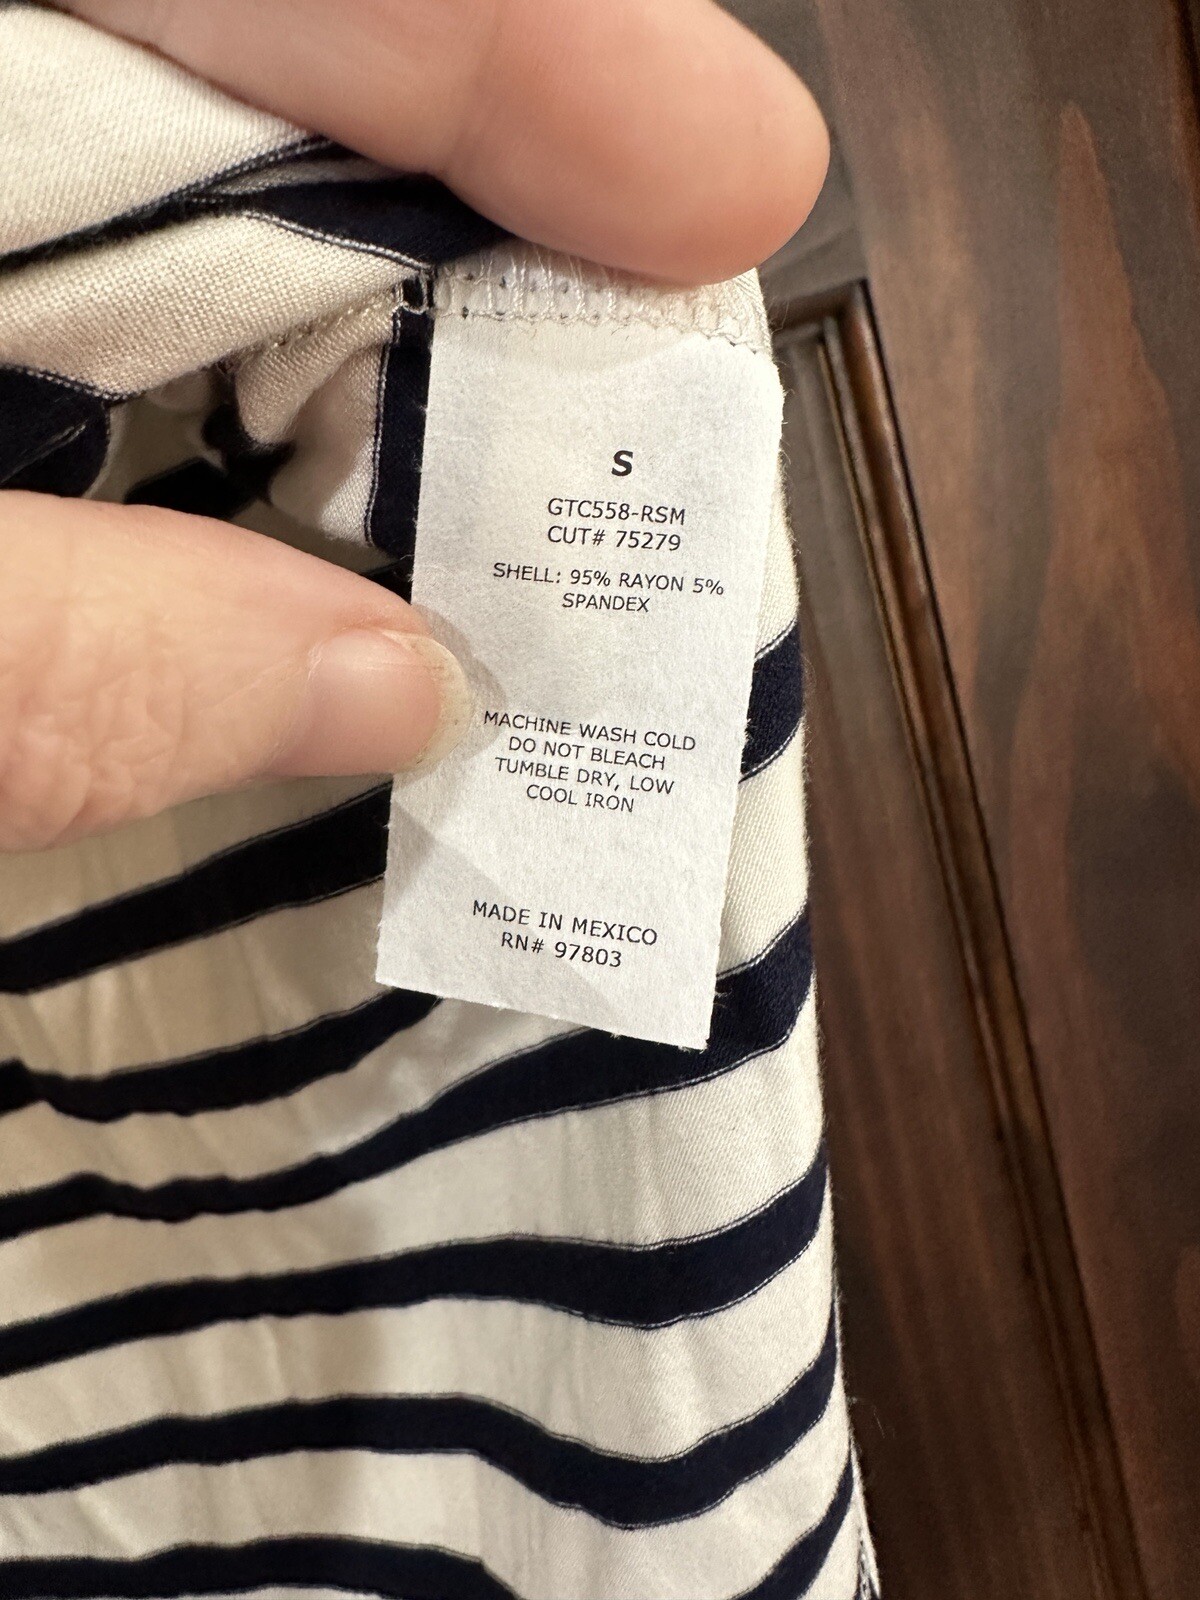 S
GTC558-RSM
CUT# 75279
SHELL: 95% RAYON 5%
SPANDEX
MACHINE WASH COLD
DO NOT BLEACH
TUMBLE DRY, LOW
COOL IRON
MADE IN MEXICO
RN# 97803